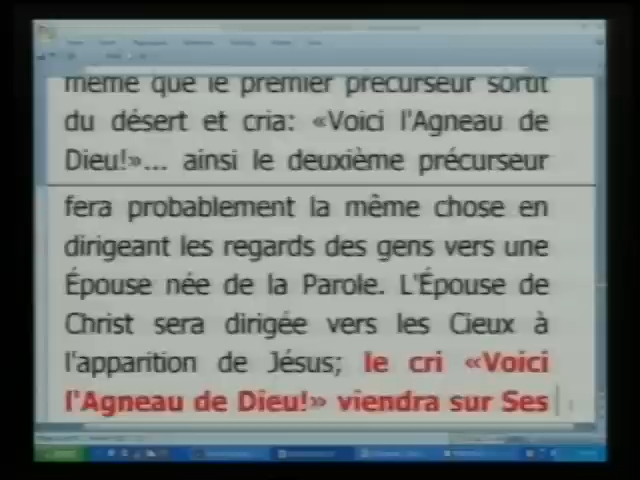 même que le premier précurseur sortit
du désert et cria: «Voici l'Agneau de
Dieu!»... ainsi le deuxième précurseur
fera probablement la même chose en
dirigeant les regards des gens vers une
Épouse née de la Parole. L'Épouse de
Christ sera dirigée vers les Cieux à
l'apparition de Jésus; le cri «Voici
l'Agneau de Dieu!» viendra sur Ses